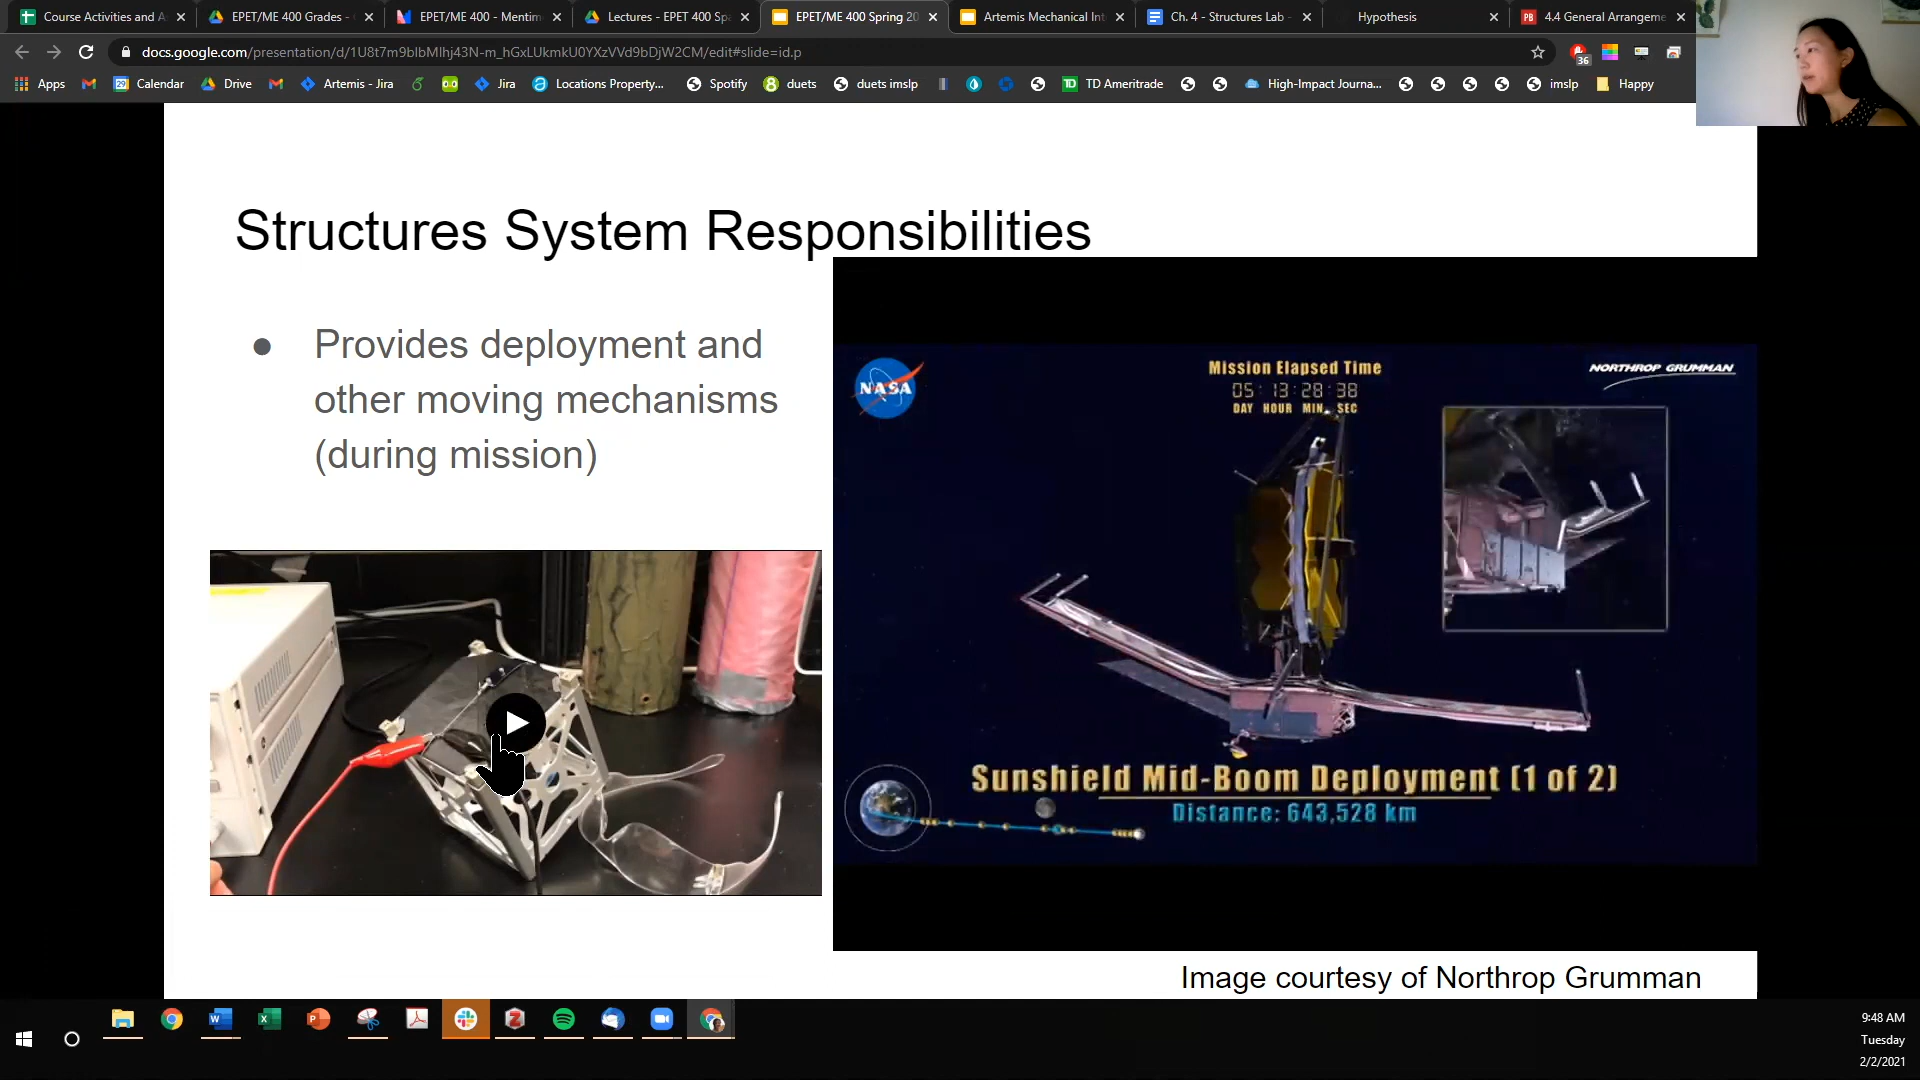 Course Activities and A
EPET/ME 400 Grades -
EPET/ME 400 - Mentim
Lectures - EPET 400 Sp
EPET/ME 400 Spring 20
Artemis Mechanical Int
Ch. 4 - Structures Lab -
Hypothesis
4.4 General Arrangeme
docs.google.com/presentation/d/1U8t7m9blbMlhj43N-m_hGxLUkmkU0YXzVVd9bDjW2CM/edit#slide=id.p
36
Apps
Calendar
Drive
Artemis - Jira
Jira
Locations Property...
Spotify
duets
duets imslp
TD Ameritrade
High-Impact Journa...
imslp
Happy
Structures System Responsibilities
● Provides deployment and
other moving mechanisms
(during mission)
NASA
Mission Elapsed Time
05:13:28:38
DAY HOUR MIN. SEC
NORTHROP GRUMMAN
Sunshield Mid-Boom Deployment (1 of 2)
Distance: 643,528 km
Image courtesy of Northrop Grumman
9:48 AM
Tuesday
2/2/2021